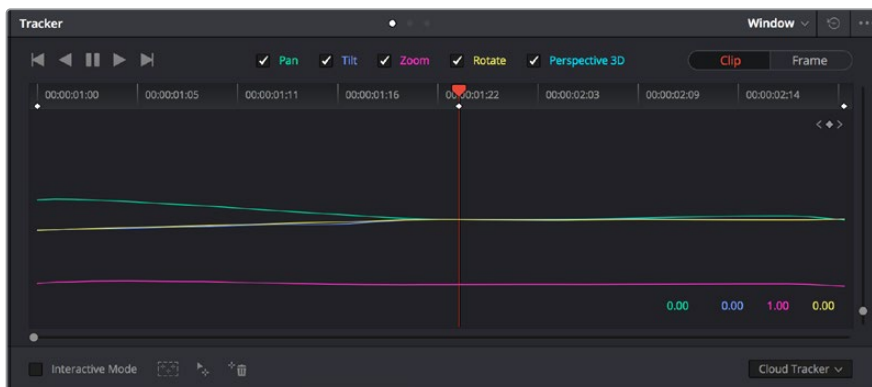 Tracker Window
Pan Tilt Zoom Rotate Perspective 3D Clip Frame
00:00:01:00 00:00:01:05 00:00:01:11 00:00:01:16 00:00:01:22 00:00:02:03 00:00:02:09 00:00:02:14
0.00 0.00 1.00 0.00
Interactive Mode Cloud Tracker